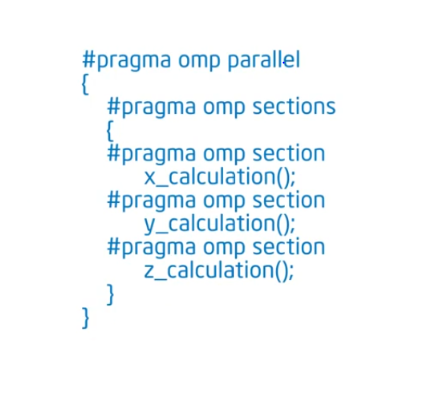 #pragma omp parallel
{
#pragma omp sections
{
#pragma omp section
x_calculation();
#pragma omp section
y_calculation();
#pragma omp section
z_calculation();
}
}